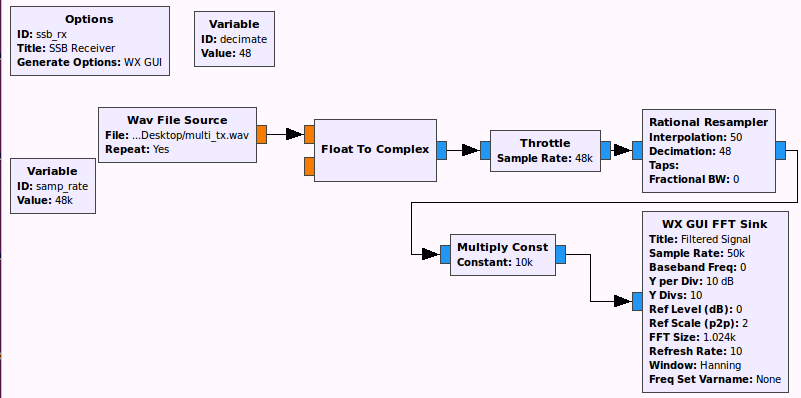 Options
ID: ssb_rx
Title: SSB Receiver
Generate Options: WX GUI
Variable
ID: decimate
Value: 48
Wav File Source
File: ...Desktop/multi_tx.wav
Repeat: Yes
Float To Complex
Throttle
Sample Rate: 48k
Rational Resampler
Interpolation: 50
Decimation: 48
Taps:
Fractional BW: 0
Variable
ID: samp_rate
Value: 48k
Multiply Const
Constant: 10k
WX GUI FFT Sink
Title: Filtered Signal
Sample Rate: 50k
Baseband Freq: 0
Y per Div: 10 dB
Y Divs: 10
Ref Level (dB): 0
Ref Scale (p2p): 2
FFT Size: 1.024k
Refresh Rate: 10
Window: Hanning
Freq Set Varname: None